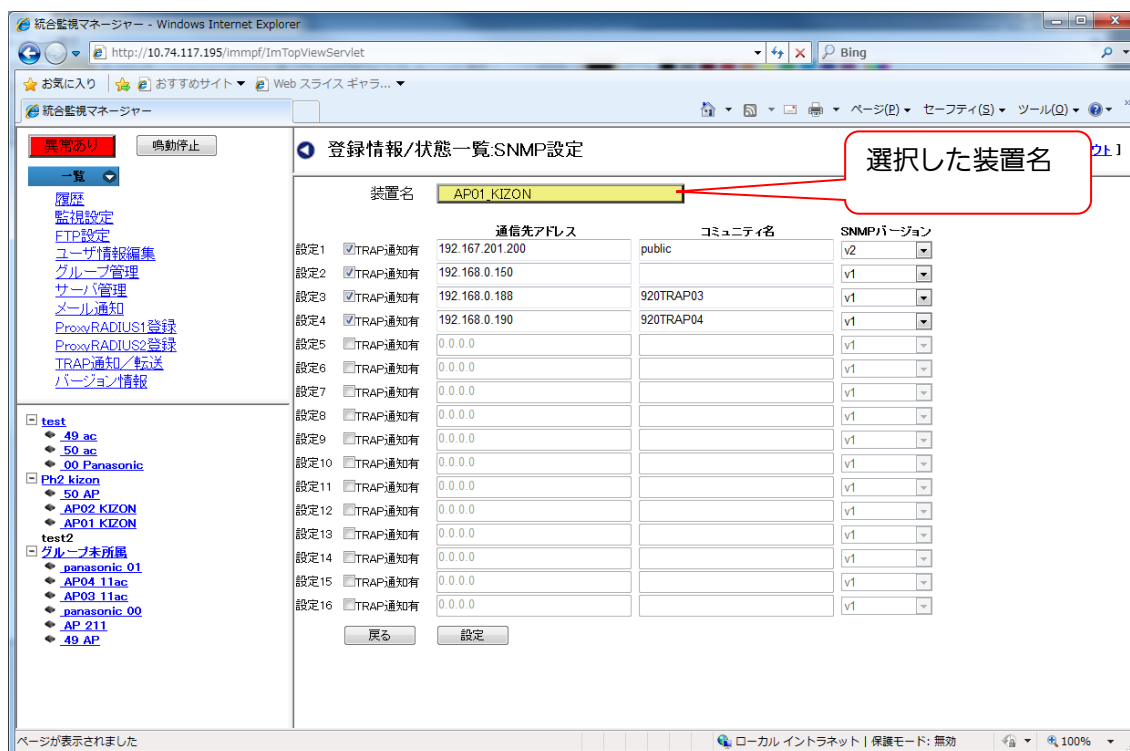 統合監視マネージャー - Windows Internet Explorer
http://10.74.117.195/immpf/ImTopViewServlet
Bing
お気に入り おすすめサイト Web スライス ギャラ...
統合監視マネージャー
ページ(P) セーフティ(S) ツール(O)
異常あり 鳴動停止
一覧
履歴
監視設定
FTP設定
ユーザ情報編集
グループ管理
サーバ管理
メール通知
ProxyRADIUS1登録
ProxyRADIUS2登録
TRAP通知/転送
バージョン情報
test
49 ac
50 ac
00 Panasonic
Ph2 kizon
50 AP
AP02 KIZON
AP01 KIZON
test2
グループ未所属
panasonic 01
AP04 11ac
AP03 11ac
panasonic 00
AP 211
49 AP
登録情報/状態一覧:SNMP設定
ウト ]
選択した装置名
装置名 AP01_KIZON
通信先アドレス コミュニティ名 SNMPバージョン
設定1 TRAP通知有 192.167.201.200 public v2
設定2 TRAP通知有 192.168.0.150 v1
設定3 TRAP通知有 192.168.0.188 920TRAP03 v1
設定4 TRAP通知有 192.168.0.190 920TRAP04 v1
設定5 TRAP通知有 0.0.0.0 v1
設定6 TRAP通知有 0.0.0.0 v1
設定7 TRAP通知有 0.0.0.0 v1
設定8 TRAP通知有 0.0.0.0 v1
設定9 TRAP通知有 0.0.0.0 v1
設定10 TRAP通知有 0.0.0.0 v1
設定11 TRAP通知有 0.0.0.0 v1
設定12 TRAP通知有 0.0.0.0 v1
設定13 TRAP通知有 0.0.0.0 v1
設定14 TRAP通知有 0.0.0.0 v1
設定15 TRAP通知有 0.0.0.0 v1
設定16 TRAP通知有 0.0.0.0 v1
戻る 設定
ページが表示されました
ローカル イントラネット | 保護モード: 無効
100%